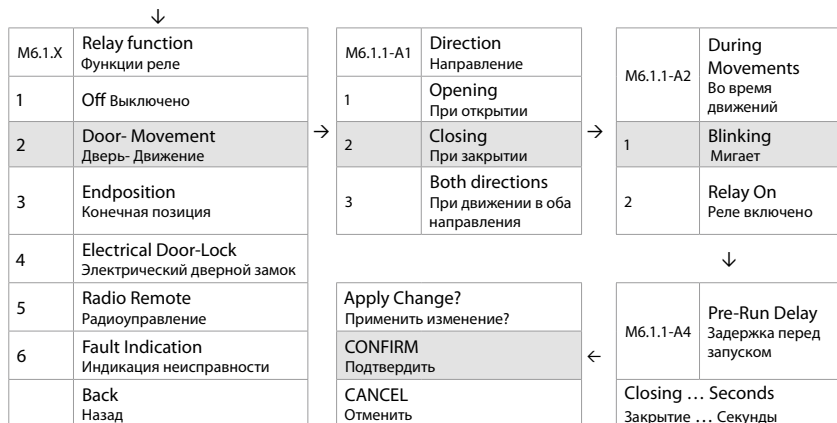 ↓
M6.1.X
Relay function
Функции реле
1
Off Выключено
2
Door- Movement
Дверь- Движение
3
Endposition
Конечная позиция
4
Electrical Door-Lock
Электрический дверной замок
5
Radio Remote
Радиоуправление
6
Fault Indication
Индикация неисправности
Back
Назад
→
M6.1.1-A1
Direction
Направление
1
Opening
При открытии
2
Closing
При закрытии
3
Both directions
При движении в оба
направления
→
M6.1.1-A2
During
Movements
Во время
движений
1
Blinking
Мигает
2
Relay On
Реле включено
↓
M6.1.1-A4
Pre-Run Delay
Задержка перед
запуском
Closing … Seconds
Закрытие … Секунды
←
Apply Change?
Применить изменение?
CONFIRM
Подтвердить
CANCEL
Отменить